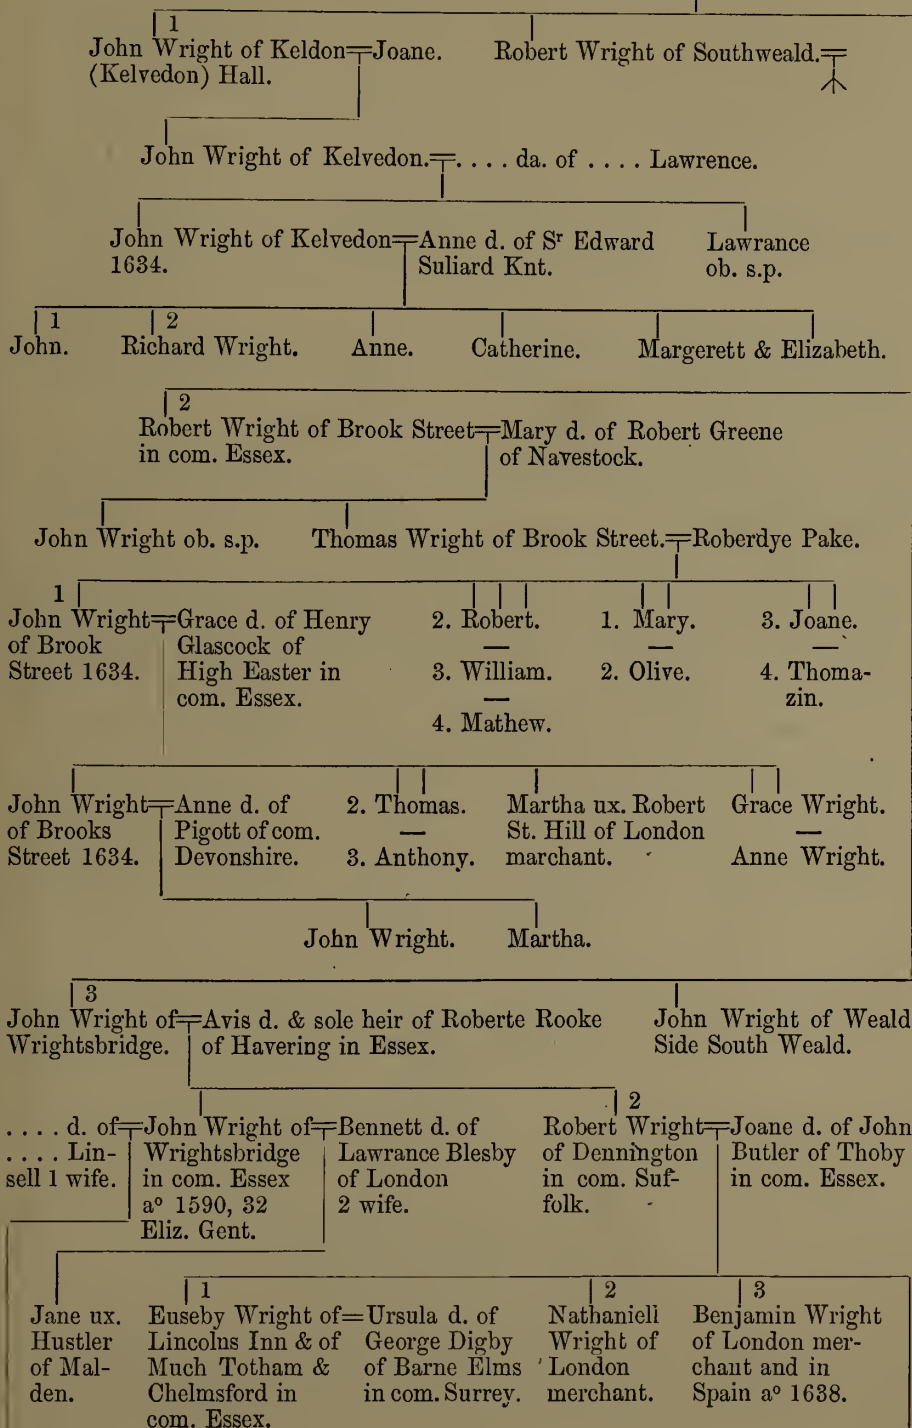 1
John Wright of Keldon Joane. Robert Wright of Southweald.
(Kelvedon) Hall.
John Wright of Kelvedon. . . . . da. of . . . . Lawrence.
John Wright of Kelvedon Anne d. of Sr Edward Lawrance
1634. Suliard Knt. ob. s.p.
1 2
John. Richard Wright. Anne. Catherine. Margerett & Elizabeth.
2
Robert Wright of Brook Street Mary d. of Robert Greene
in com. Essex. of Navestock.
John Wright ob. s.p. Thomas Wright of Brook Street. Roberdye Pake.
1
John Wright Grace d. of Henry 2. Robert. 1. Mary. 3. Joane.
of Brook Glascock of —  — —
Street 1634. High Easter in 3. William. 2. Olive. 4. Thoma-
com. Essex. — zin.
4. Mathew.
John Wright Anne d. of 2. Thomas. Martha ux. Robert Grace Wright.
of Brooks Pigott of com. — St. Hill of London —
Street 1634. Devonshire. 3. Anthony. marchant. Anne Wright.
John Wright. Martha.
3
John Wright of Avis d. & sole heir of Roberte Rooke John Wright of Weald
Wrightsbridge. of Havering in Essex. Side South Weald.
2
. . . . d. of John Wright of Bennett d. of Robert Wright Joane d. of John
. . . . Lin- Wrightsbridge Lawrance Blesby of Dennington Butler of Thoby
sell 1 wife. in com. Essex of London in com. Suf- in com. Essex.
aº 1590, 32 2 wife. folk.
Eliz. Gent.
1 2 3
Jane ux. Euseby Wright of = Ursula d. of Nathaniell Benjamin Wright
Hustler Lincolns Inn & of George Digby Wright of of London mer-
of Mal- Much Totham & of Barne Elms London chant and in
den. Chelmsford in in com. Surrey. merchant. Spain aº 1638.
com. Essex.